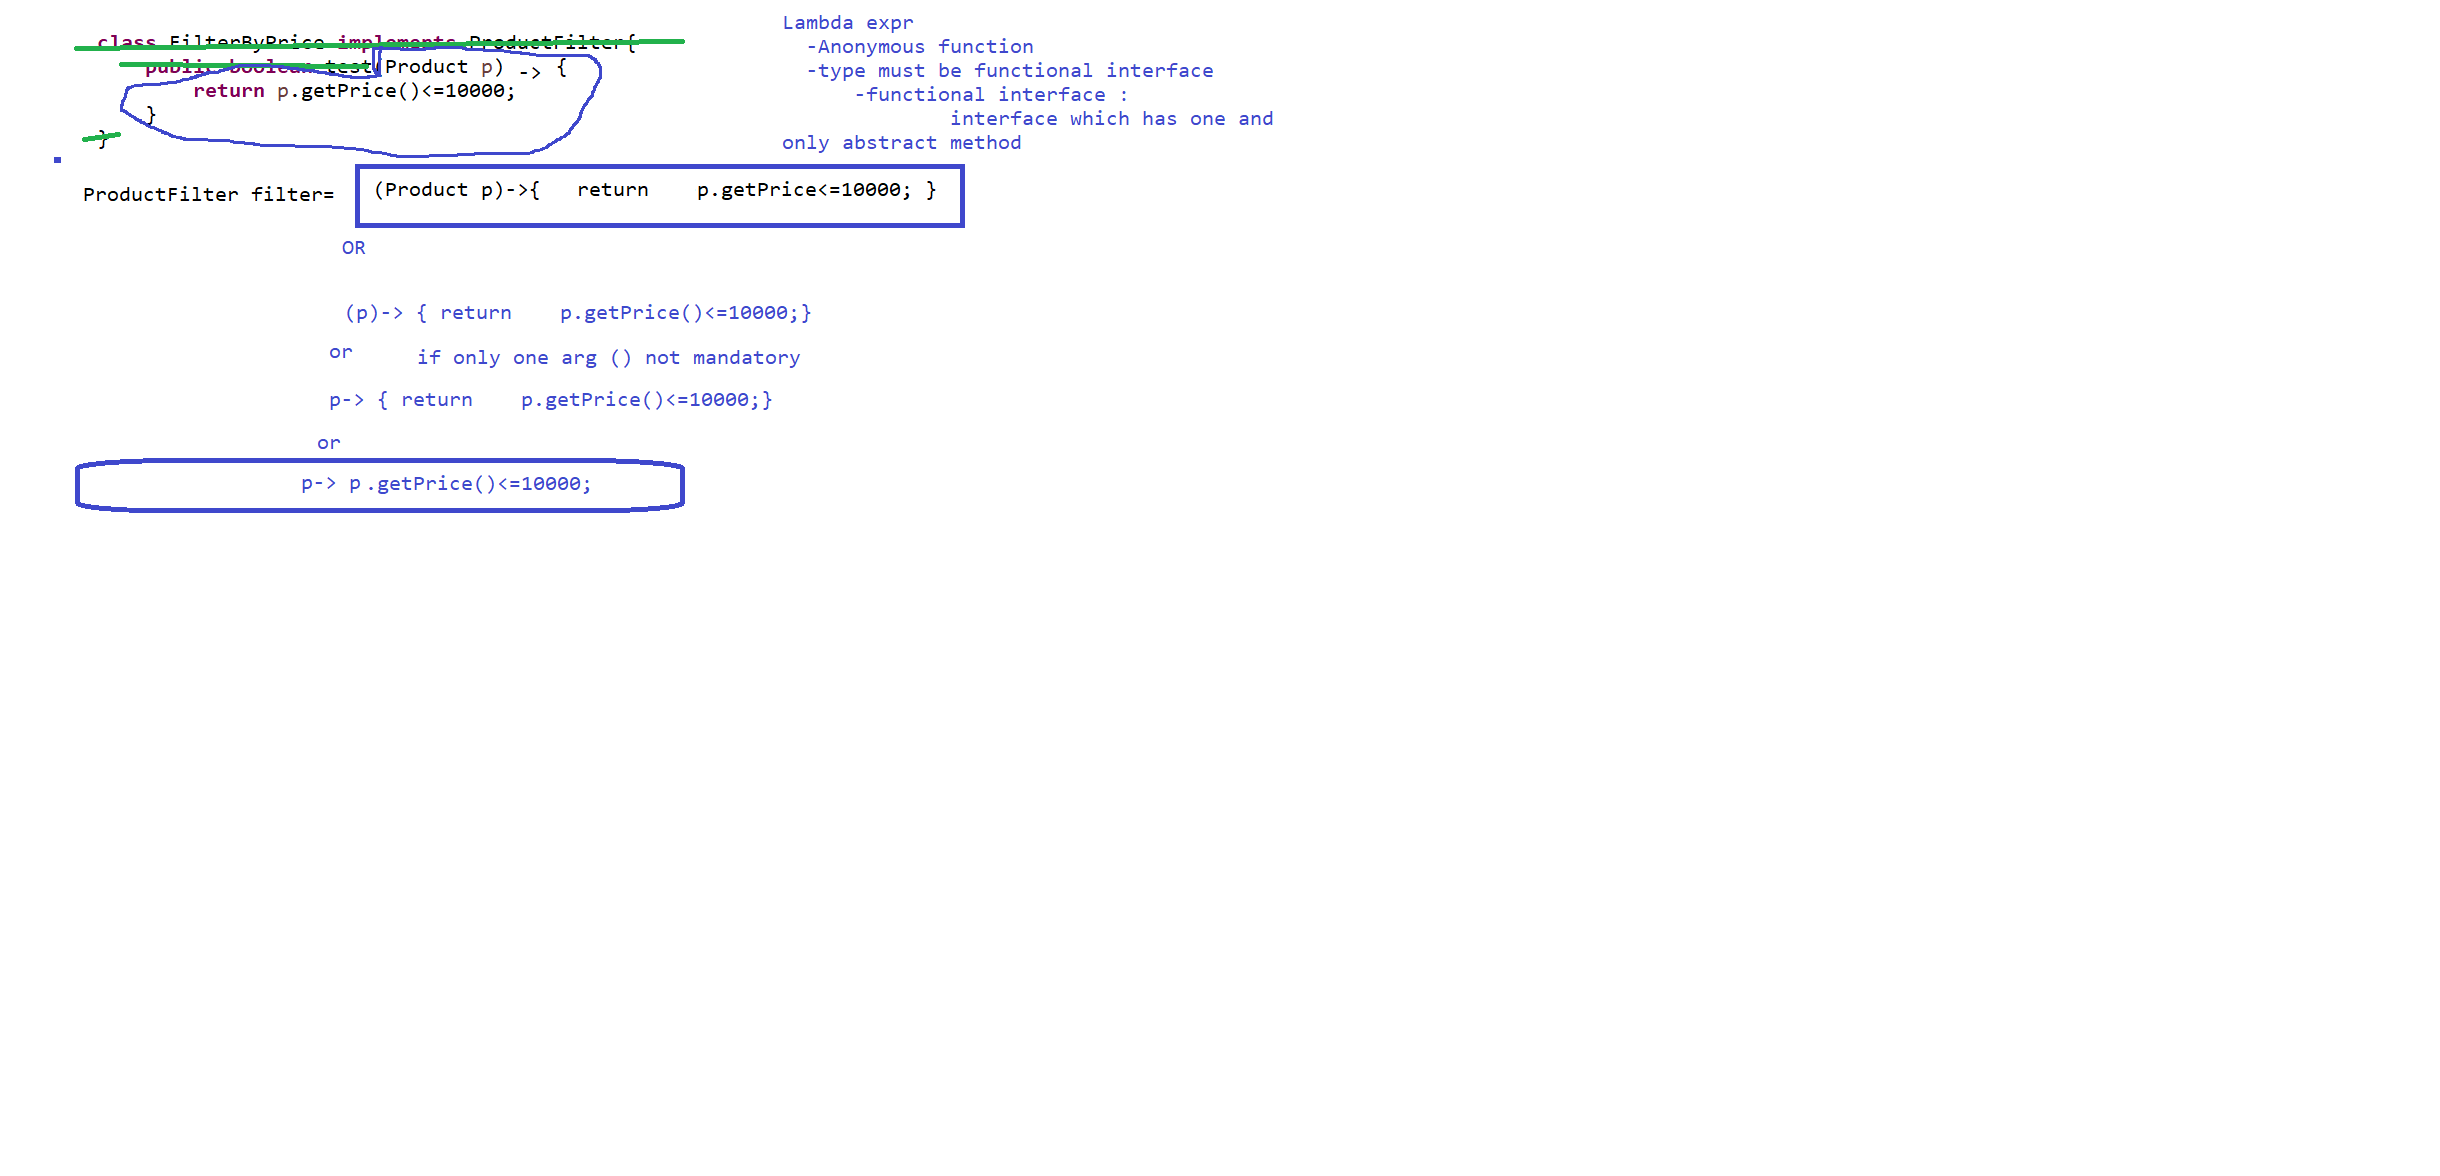 class FilterByPrice implements ProductFilter{
public boolean test(Product p) -> {
return p.getPrice()<=10000;
}
}
Lambda expr
-Anonymous function
-type must be functional interface
-functional interface :
interface which has one and
only abstract method
ProductFilter filter= (Product p)->{ return p.getPrice<=10000; }
OR
(p)-> { return p.getPrice()<=10000;}
or if only one arg () not mandatory
p-> { return p.getPrice()<=10000;}
or
p-> p.getPrice()<=10000;